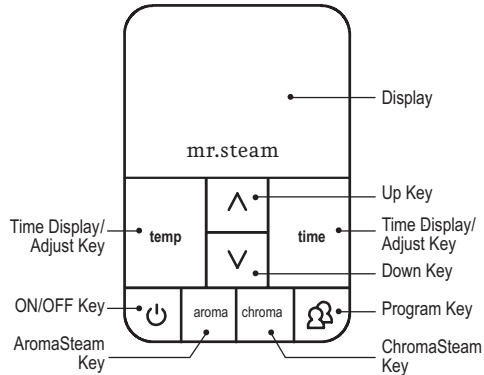 Display
mr.steam
Up Key
Time Display/
Adjust Key
temp
time
Time Display/
Adjust Key
Down Key
ON/OFF Key
aroma
chroma
Program Key
AromaSteam
Key
ChromaSteam
Key